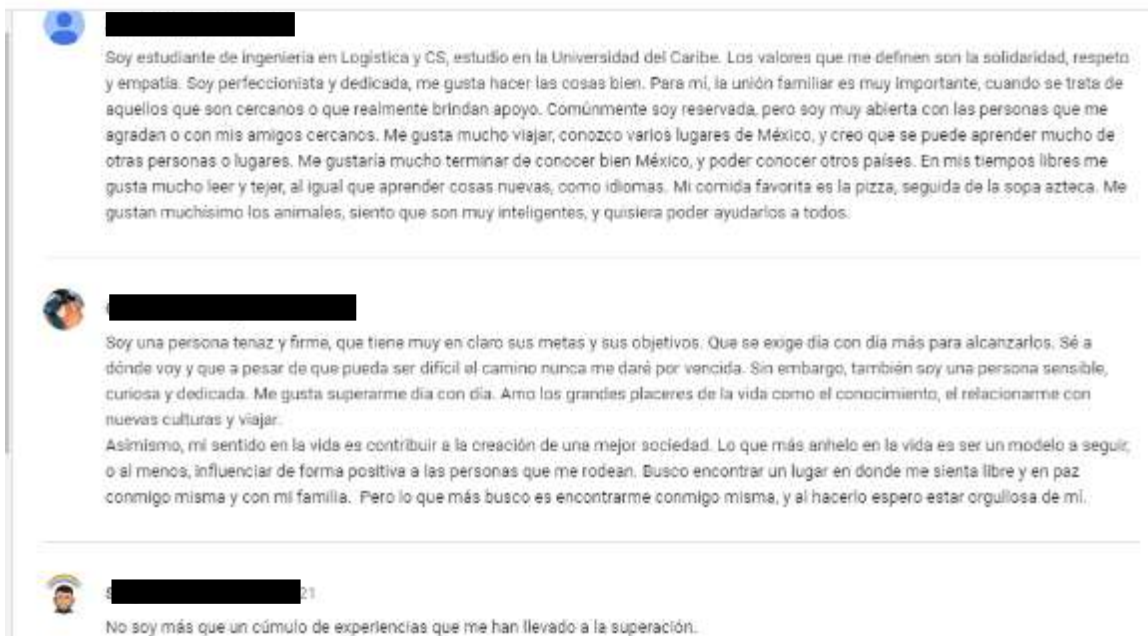 Soy estudiante de ingeniería en Logística y CS, estudio en la Universidad del Caribe. Los valores que me definen son la solidaridad, respeto
y empatía. Soy perfeccionista y dedicada, me gusta hacer las cosas bien. Para mí, la unión familiar es muy importante, cuando se trata de
aquellos que son cercanos o que realmente brindan apoyo. Comúnmente soy reservada, pero soy muy abierta con las personas que me
agradan o con mis amigos cercanos. Me gusta mucho viajar, conozco varios lugares de México, y creo que se puede aprender mucho de
otras personas o lugares. Me gustaría mucho terminar de conocer bien México, y poder conocer otros países. En mis tiempos libres me
gusta mucho leer y tejer, al igual que aprender cosas nuevas, como idiomas. Mi comida favorita es la pizza, seguida de la sopa azteca. Me
gustan muchísimo los animales, siento que son muy inteligentes, y quisiera poder ayudarlos a todos.
Soy una persona tenaz y firme, que tiene muy en claro sus metas y sus objetivos. Que se exige día con día más para alcanzarlos. Sé a
dónde voy y que a pesar de que pueda ser difícil el camino nunca me daré por vencida. Sin embargo, también soy una persona sensible,
curiosa y dedicada. Me gusta superarme día con día. Amo los grandes placeres de la vida como el conocimiento, el relacionarme con
nuevas culturas y viajar.
Asimismo, mi sentido en la vida es contribuir a la creación de una mejor sociedad. Lo que más anhelo en la vida es ser un modelo a seguir,
o al menos, influenciar de forma positiva a las personas que me rodean. Busco encontrar un lugar en donde me sienta libre y en paz
conmigo misma y con mi familia. Pero lo que más busco es encontrarme conmigo misma, y al hacerlo espero estar orgullosa de mí.
21
No soy más que un cúmulo de experiencias que me han llevado a la superación.